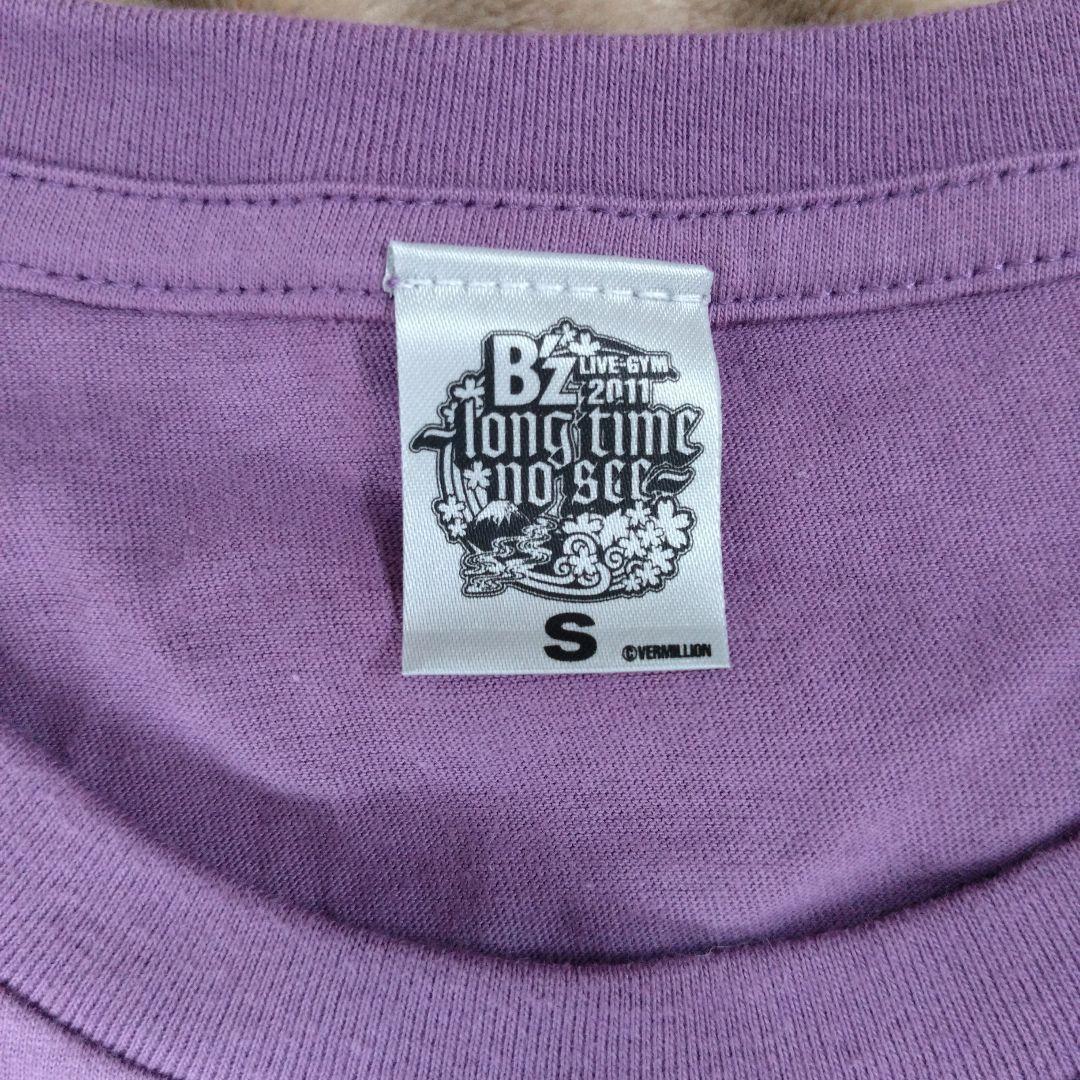 B'z LIVE-GYM
2011
~long time
no see~
S
©VERMILLION